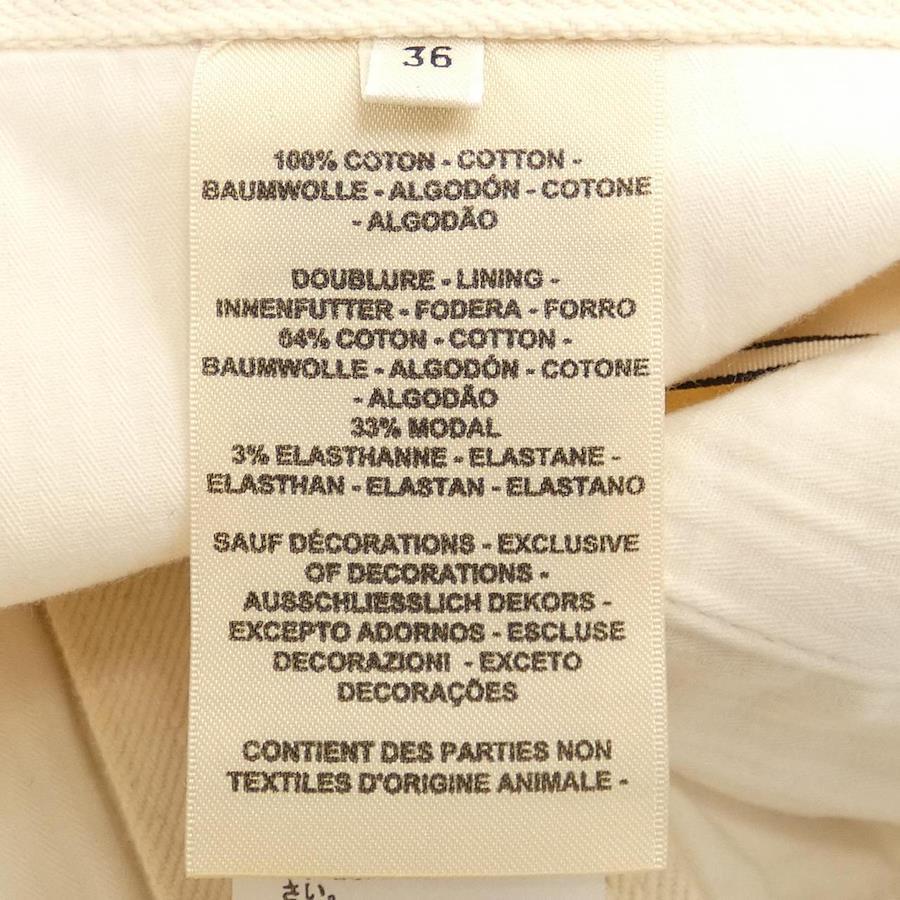 36
100% COTON - COTTON -
BAUMWOLLE - ALGODÓN - COTONE
- ALGODÃO
DOUBLURE - LINING -
INNENFUTTER - FODERA - FORRO
64% COTON - COTTON -
BAUMWOLLE - ALGODÓN - COTONE
- ALGODÃO
33% MODAL
3% ELASTHANNE - ELASTANE -
ELASTHAN - ELASTAN - ELASTANO
SAUF DÉCORATIONS - EXCLUSIVE
OF DECORATIONS -
AUSSCHLIESSLICH DEKORS -
EXCEPTO ADORNOS - ESCLUSE
DECORAZIONI - EXCETO
DECORAÇÕES
CONTIENT DES PARTIES NON
TEXTILES D'ORIGINE ANIMALE -
さい。